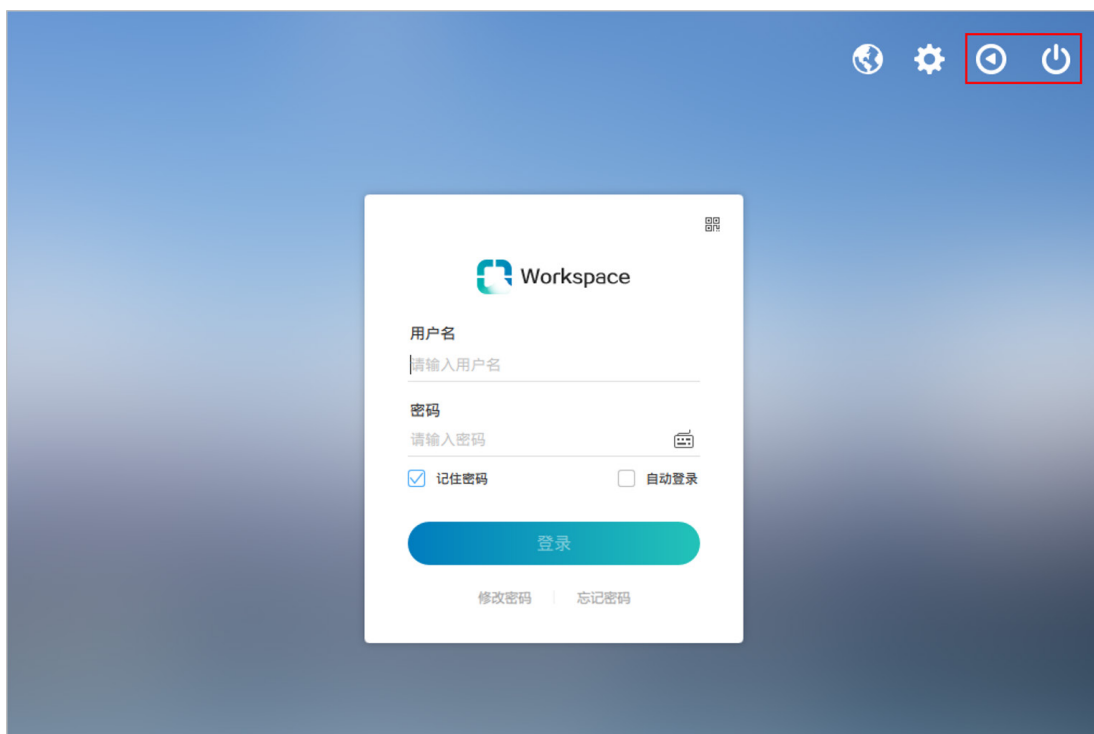 Workspace
用户名
请输入用户名
密码
请输入密码
记住密码 自动登录
登录
修改密码 忘记密码